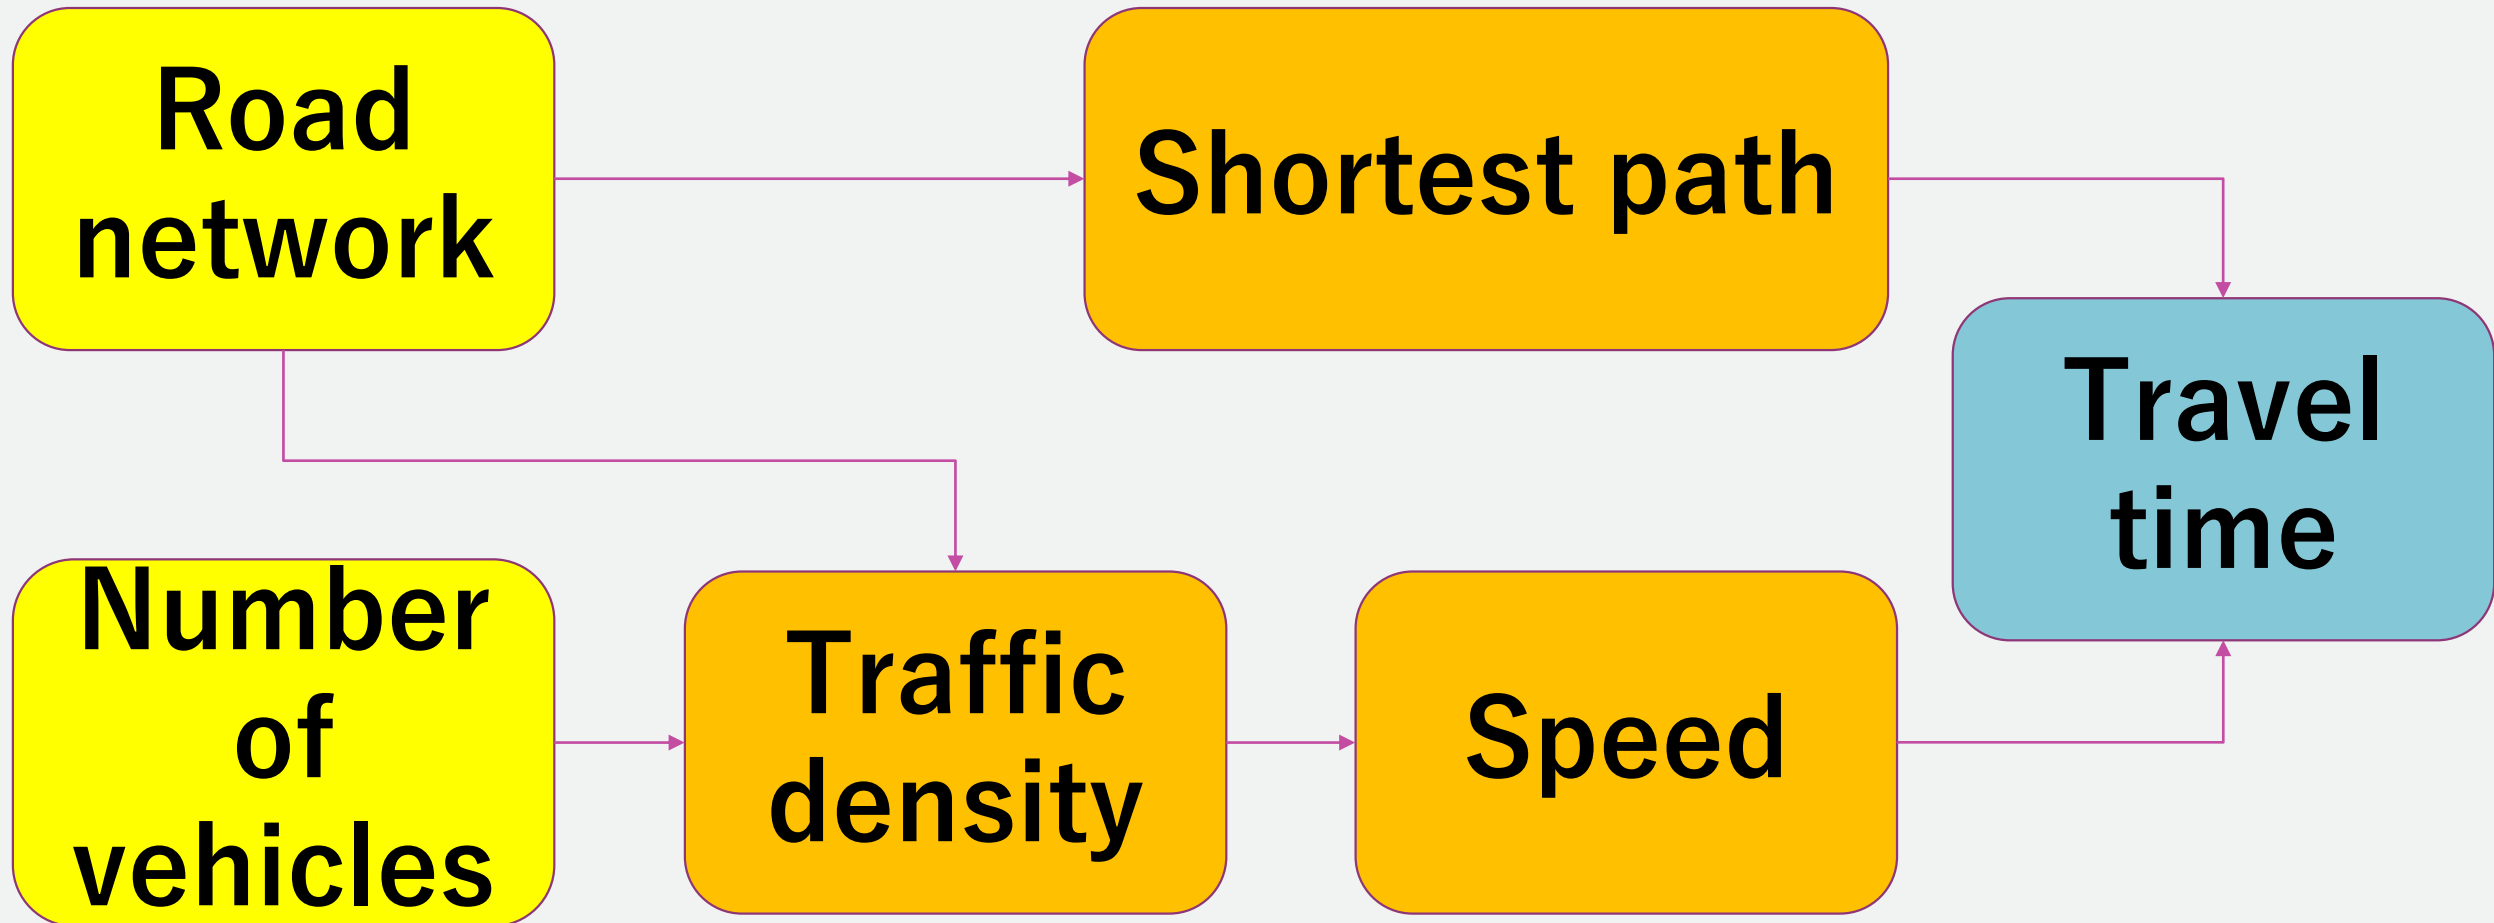 Road
network
Shortest path
Travel
time
Number
of
vehicles
Traffic
density
Speed